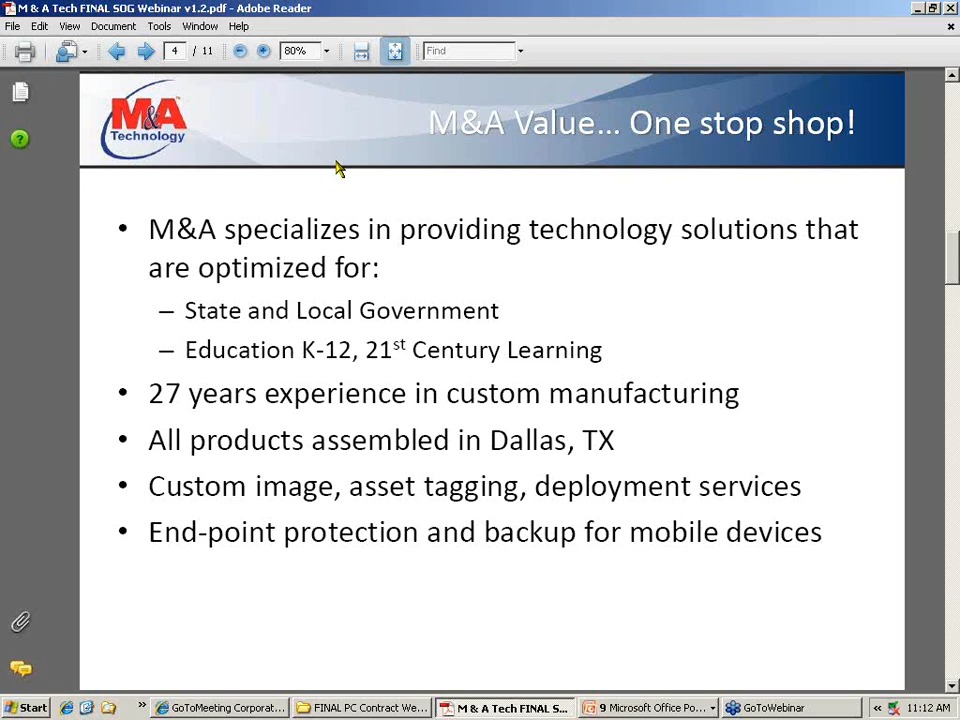 M & A Tech FINAL SOG Webinar v1.2.pdf - Adobe Reader
File Edit View Document Tools Window Help
4 / 11 80% Find
M&A™
Technology
M&A Value... One stop shop!
• M&A specializes in providing technology solutions that
are optimized for:
– State and Local Government
– Education K-12, 21st Century Learning
• 27 years experience in custom manufacturing
• All products assembled in Dallas, TX
• Custom image, asset tagging, deployment services
• End-point protection and backup for mobile devices
Start GoToMeeting Corporat... FINAL PC Contract We... M & A Tech FINAL S... 9 Microsoft Office Po... GoToWebinar 11:12 AM